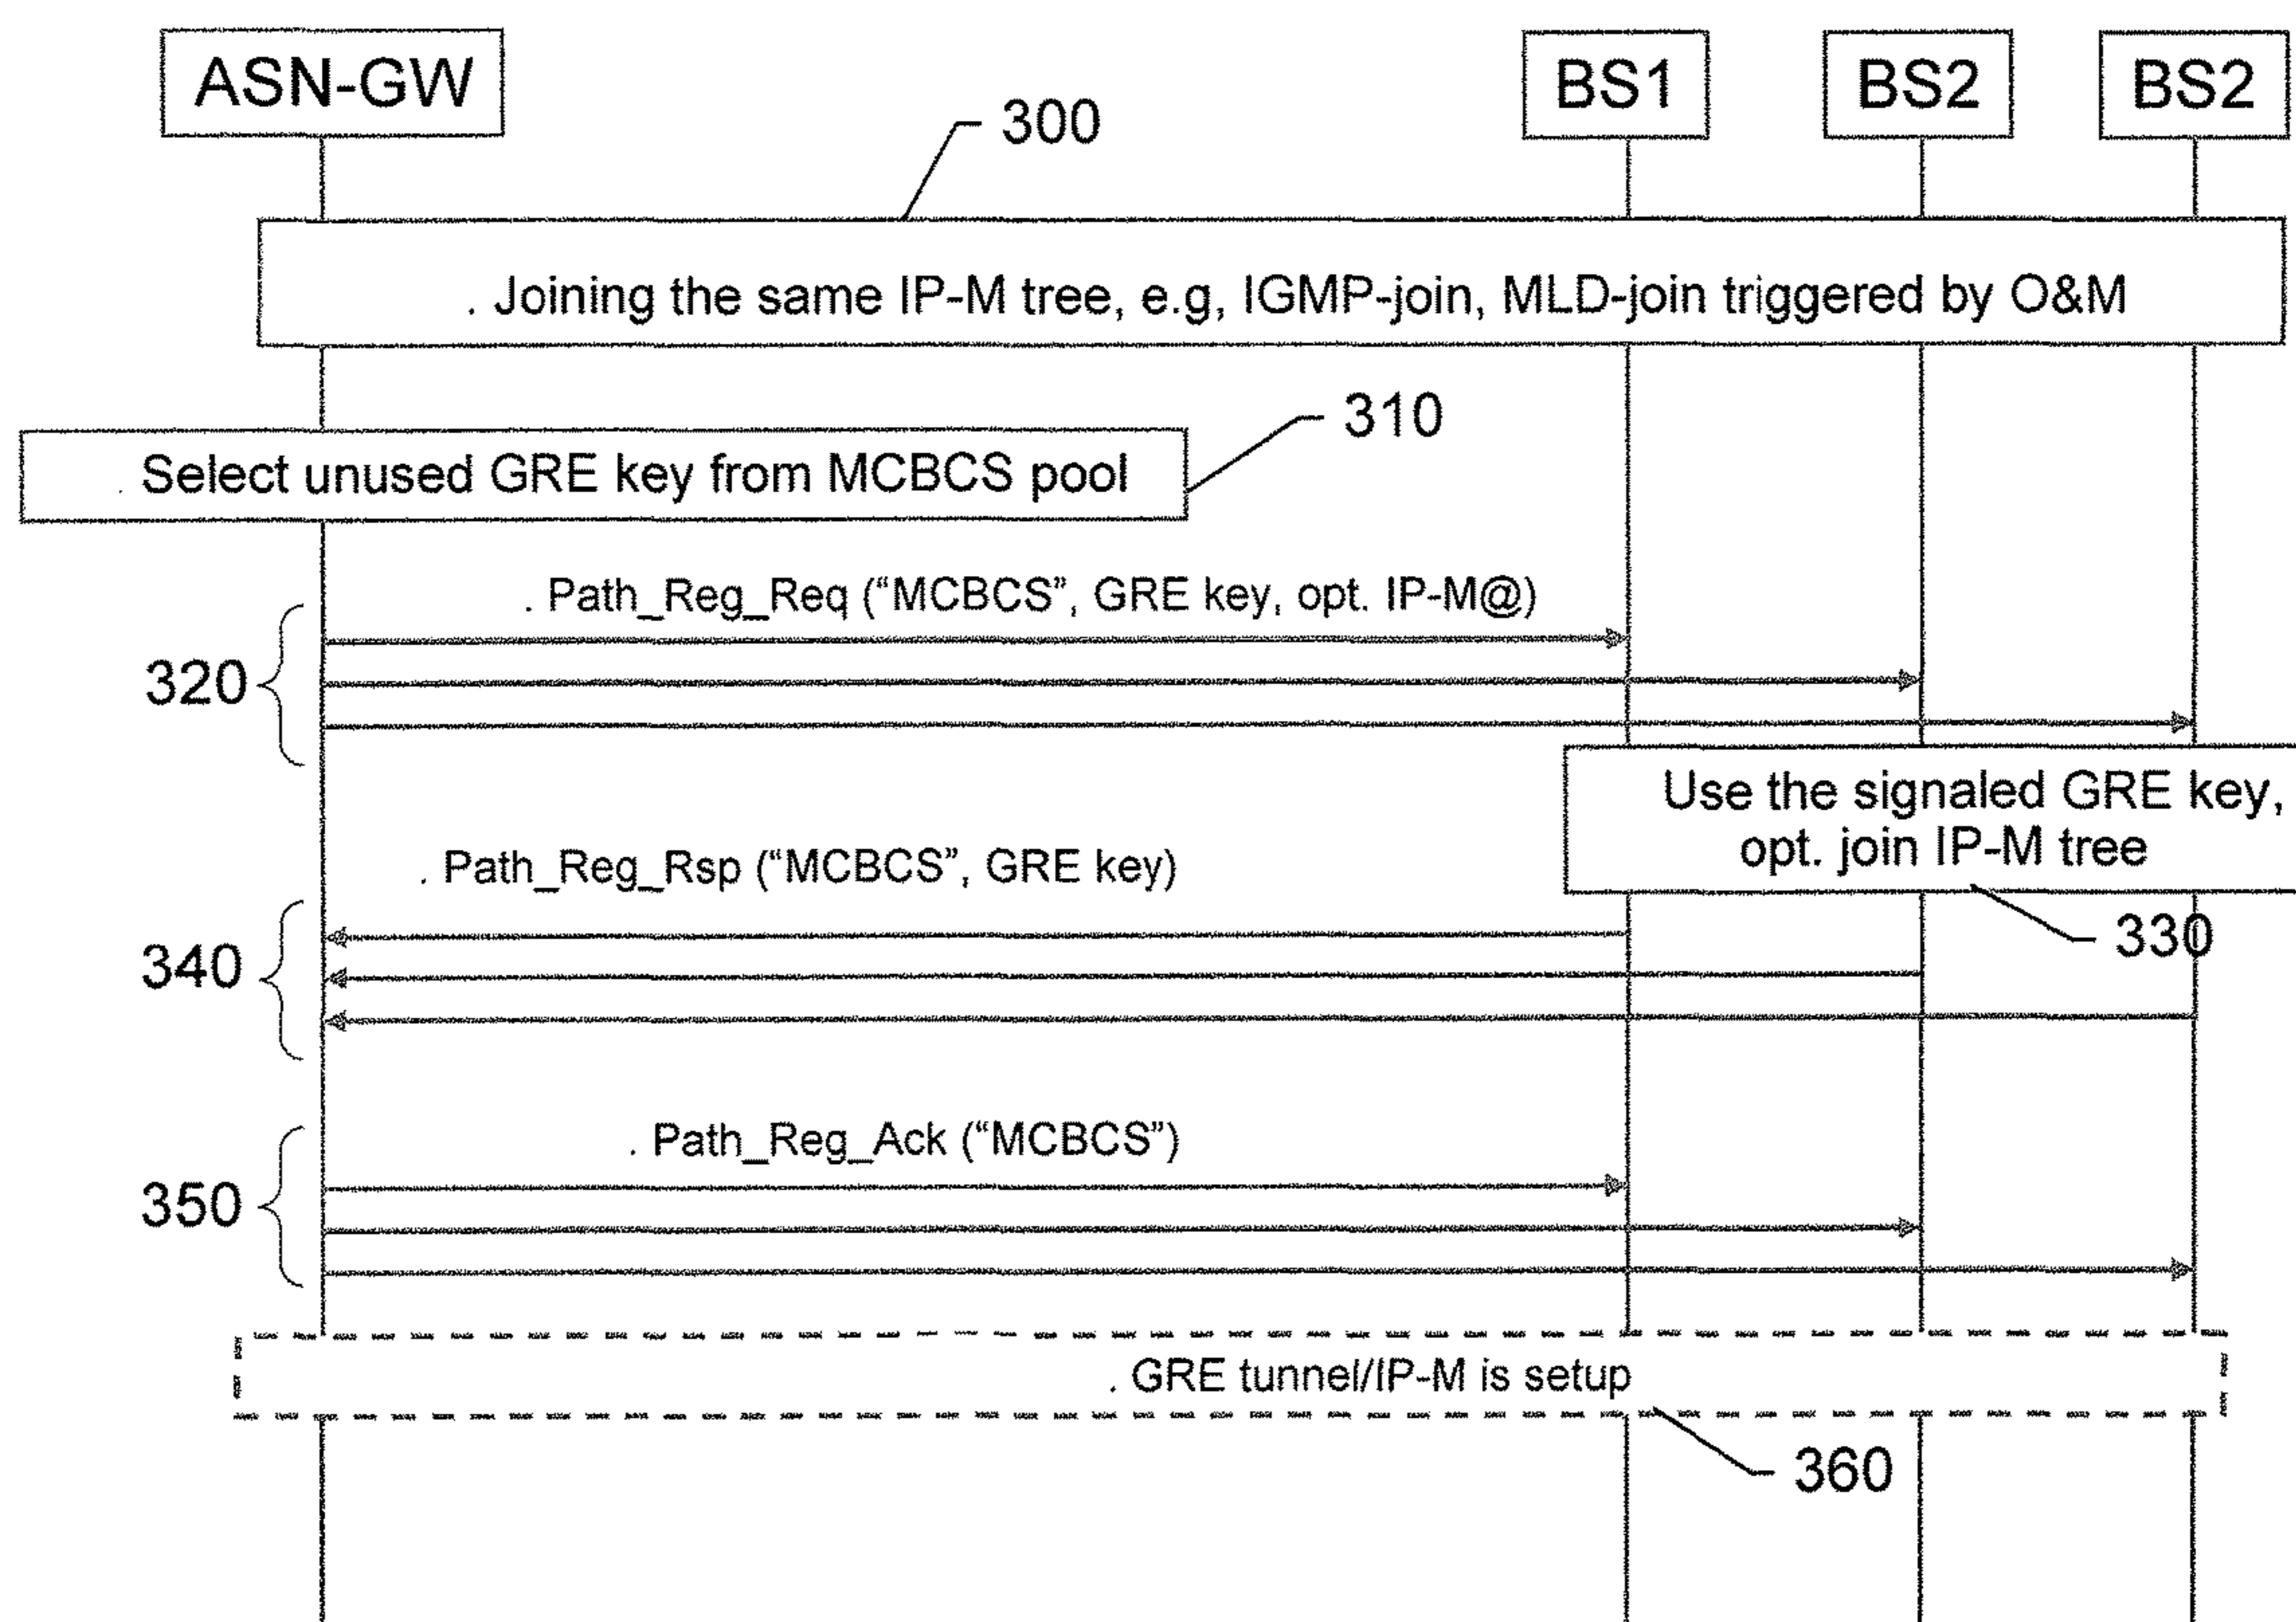 ASN-GW
BS1
BS2
BS2
300
. Joining the same IP-M tree, e.g, IGMP-join, MLD-join triggered by O&M
310
. Select unused GRE key from MCBCS pool
. Path_Reg_Req (“MCBCS”, GRE key, opt. IP-M@)
320
Use the signaled GRE key,
opt. join IP-M tree
. Path_Reg_Rsp (“MCBCS”, GRE key)
330
340
. Path_Reg_Ack (“MCBCS”)
350
. GRE tunnel/IP-M is setup
360